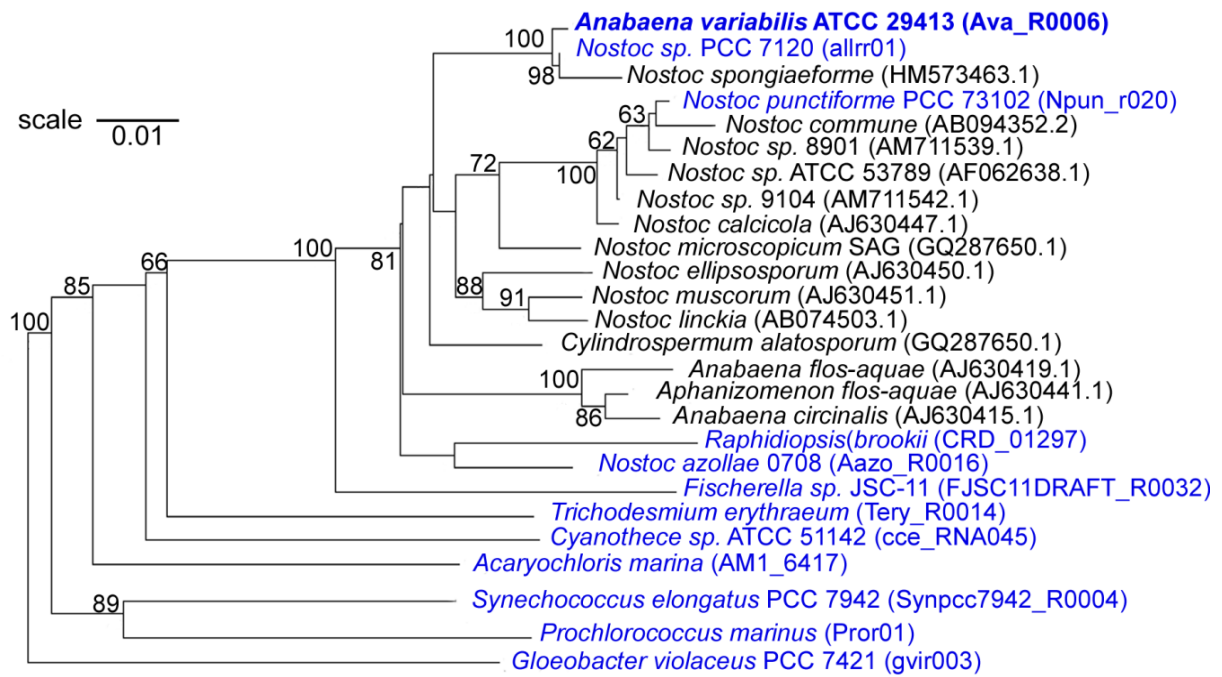 Anabaena variabilis ATCC 29413 (Ava_R0006)
100
Nostoc sp. PCC 7120 (allrr01)
98
Nostoc spongiaeforme (HM573463.1)
scale
0.01
Nostoc punctiforme PCC 73102 (Npun_r020)
63
Nostoc commune (AB094352.2)
62
Nostoc sp. 8901 (AM711539.1)
72
100
Nostoc sp. ATCC 53789 (AF062638.1)
Nostoc sp. 9104 (AM711542.1)
Nostoc calcicola (AJ630447.1)
100
81
Nostoc microscopicum SAG (GQ287650.1)
66
Nostoc ellipsosporum (AJ630450.1)
85
88
91
Nostoc muscorum (AJ630451.1)
100
Nostoc linckia (AB074503.1)
Cylindrospermum alatosporum (GQ287650.1)
100
Anabaena flos-aquae (AJ630419.1)
Aphanizomenon flos-aquae (AJ630441.1)
86
Anabaena circinalis (AJ630415.1)
Raphidiopsis(brookii (CRD_01297)
Nostoc azollae 0708 (Aazo_R0016)
Fischerella sp. JSC-11 (FJSC11DRAFT_R0032)
Trichodesmium erythraeum (Tery_R0014)
Cyanothece sp. ATCC 51142 (cce_RNA045)
Acaryochloris marina (AM1_6417)
89
Synechococcus elongatus PCC 7942 (Synpcc7942_R0004)
Prochlorococcus marinus (Pror01)
Gloeobacter violaceus PCC 7421 (gvir003)